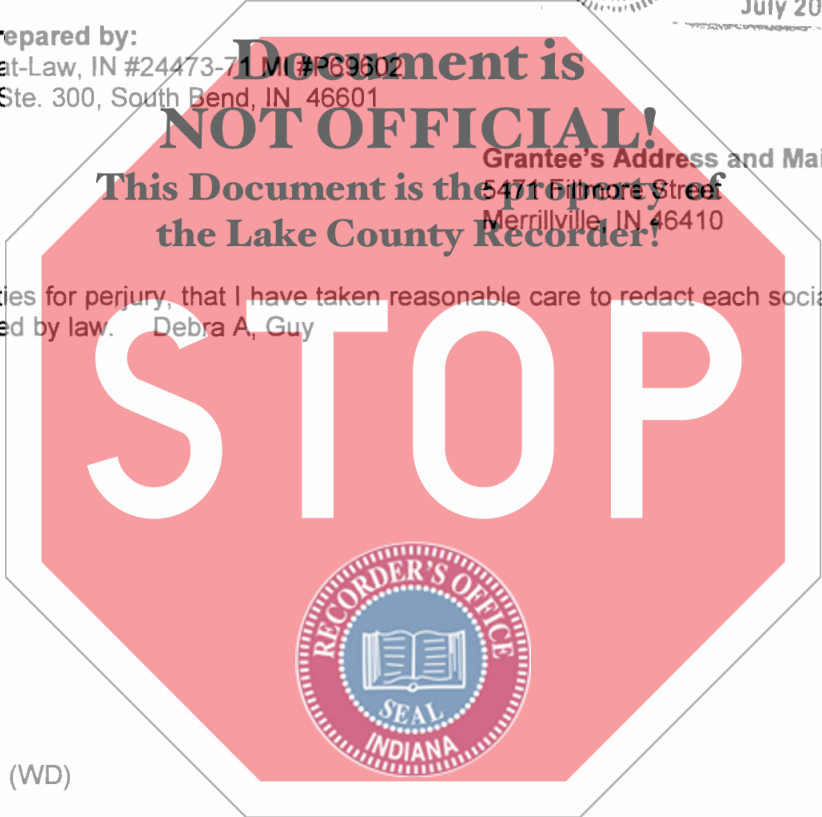 July 20
epared by:
at-Law, IN #24473-71 MI #P69602
Ste. 300, South Bend, IN 46601
Document is
NOT OFFICIAL!
Grantee's Address and Mai
5471 Fillmore Street
This Document is the property of
Merrillville, IN 46410
the Lake County Recorder!
ties for perjury, that I have taken reasonable care to redact each socia
ed by law. Debra A, Guy
STOP
RECORDER'S OFFICE
SEAL
INDIANA
(WD)